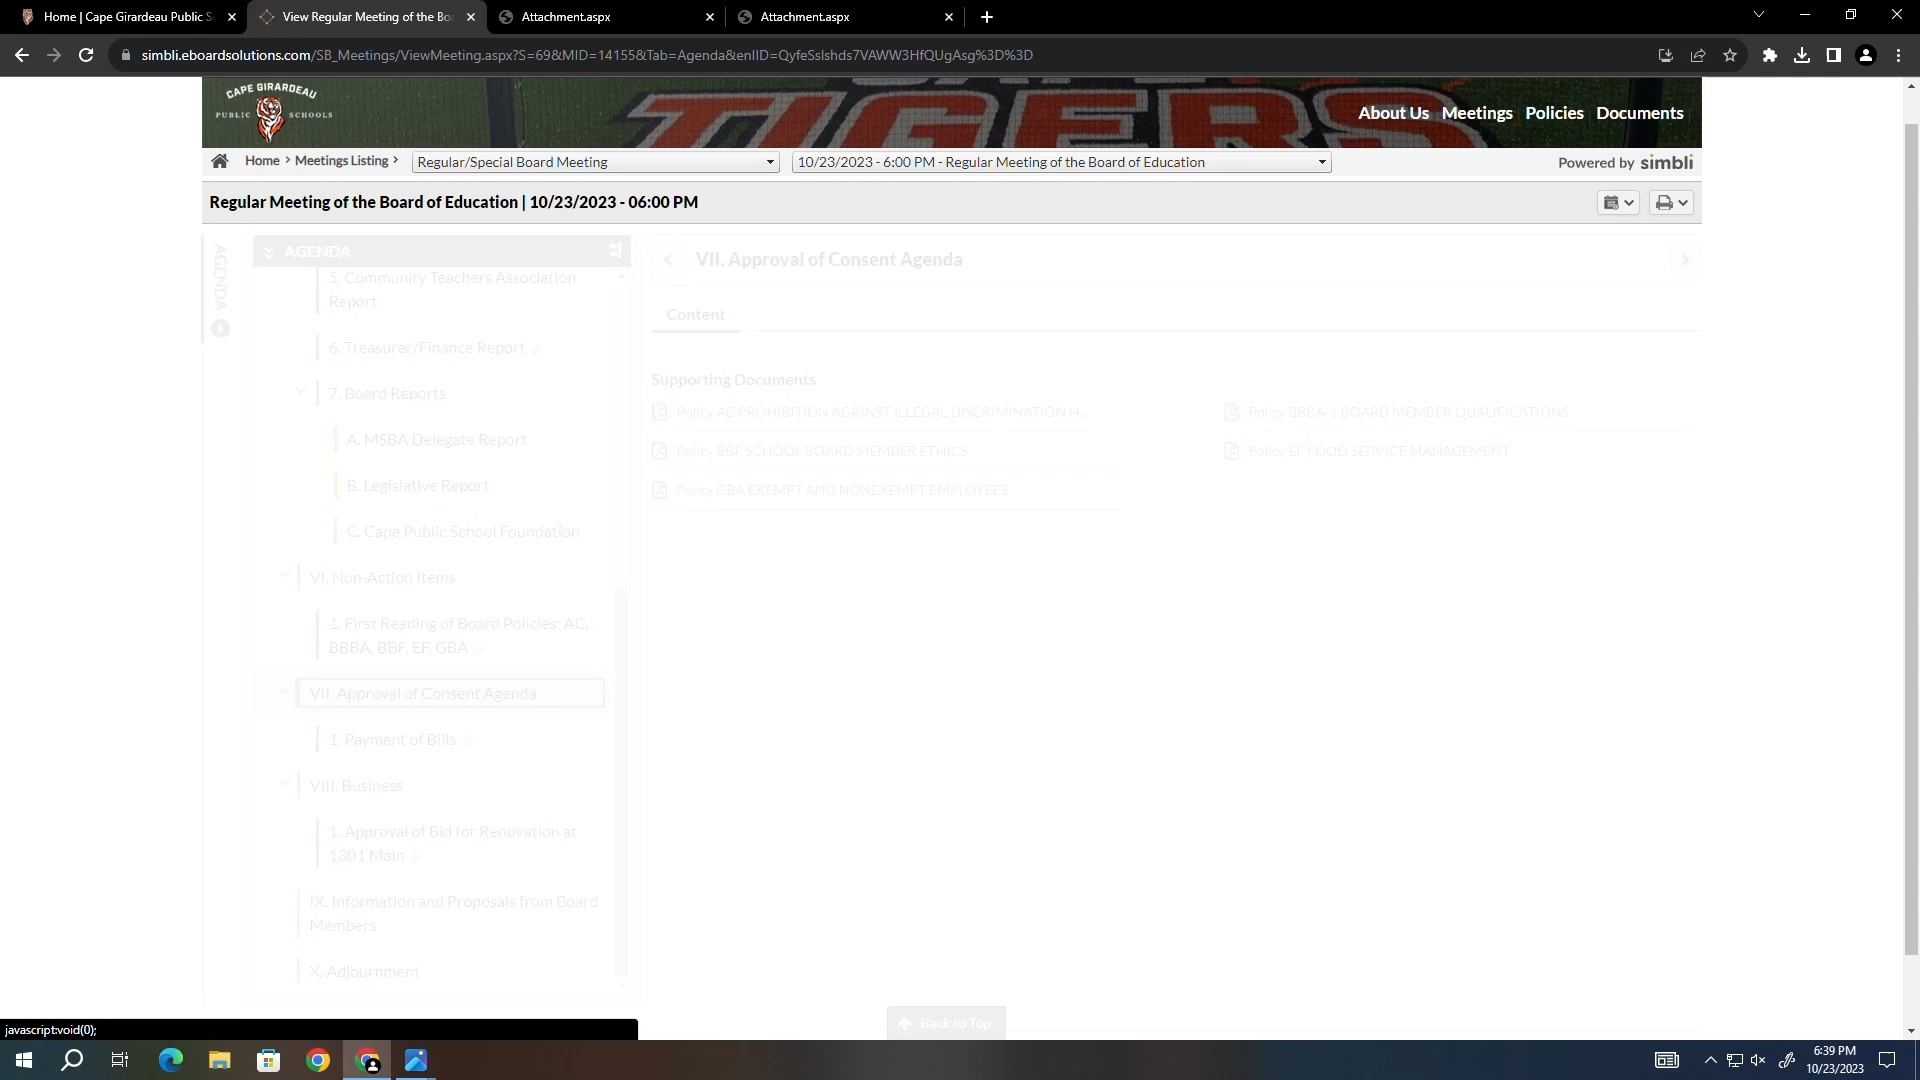 Home | Cape Girardeau Public S
View Regular Meeting of the Bo
Attachment.aspx
Attachment.aspx
simbli.eboardsolutions.com/SB_Meetings/ViewMeeting.aspx?S=69&MID=14155&Tab=Agenda&enIID=QyfeSslshds7VAWW3HfQUgAsg%3D%3D
CAPE GIRARDEAU
PUBLIC SCHOOLS
TIGERS
About Us Meetings Policies Documents
Home > Meetings Listing >
Regular/Special Board Meeting
10/23/2023 - 6:00 PM - Regular Meeting of the Board of Education
Powered by simbli
Regular Meeting of the Board of Education | 10/23/2023 - 06:00 PM
AGENDA
AGENDA
5. Community Teachers Association
Report
6. Treasurer/Finance Report
7. Board Reports
A. MSBA Delegate Report
B. Legislative Report
C. Cape Public School Foundation
VI. Non-Action Items
1. First Reading of Board Policies: AC,
BBBA, BBF, EF, GBA
VII. Approval of Consent Agenda
1. Payment of Bills
VIII. Business
1. Approval of Bid for Renovation at
1301 Main
IX. Information and Proposals from Board
Members
X. Adjournment
VII. Approval of Consent Agenda
Content
Supporting Documents
Policy AC PROHIBITION AGAINST ILLEGAL DISCRIMINATION H...
Policy BBBA-1 BOARD MEMBER QUALIFICATIONS
Policy BBF SCHOOL BOARD MEMBER ETHICS
Policy EF FOOD SERVICE MANAGEMENT
Policy GBA EXEMPT AND NONEXEMPT EMPLOYEES
Back to Top
javascript:void(0);
6:39 PM
10/23/2023